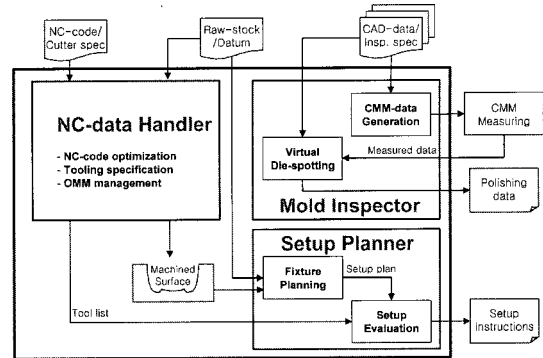 NC-code/
Cutter spec
Raw-stock
/Datum
CAD-data/
Insp. spec
NC-data Handler
- NC-code optimization
- Tooling specification
- OMM management
CMM-data
Generation
CMM
Measuring
Measured data
Virtual
Die-spotting
Polishing
data
Mold Inspector
Setup Planner
Machined
Surface
Fixture
Planning
Setup plan
Tool list
Setup
Evaluation
Setup
instructions